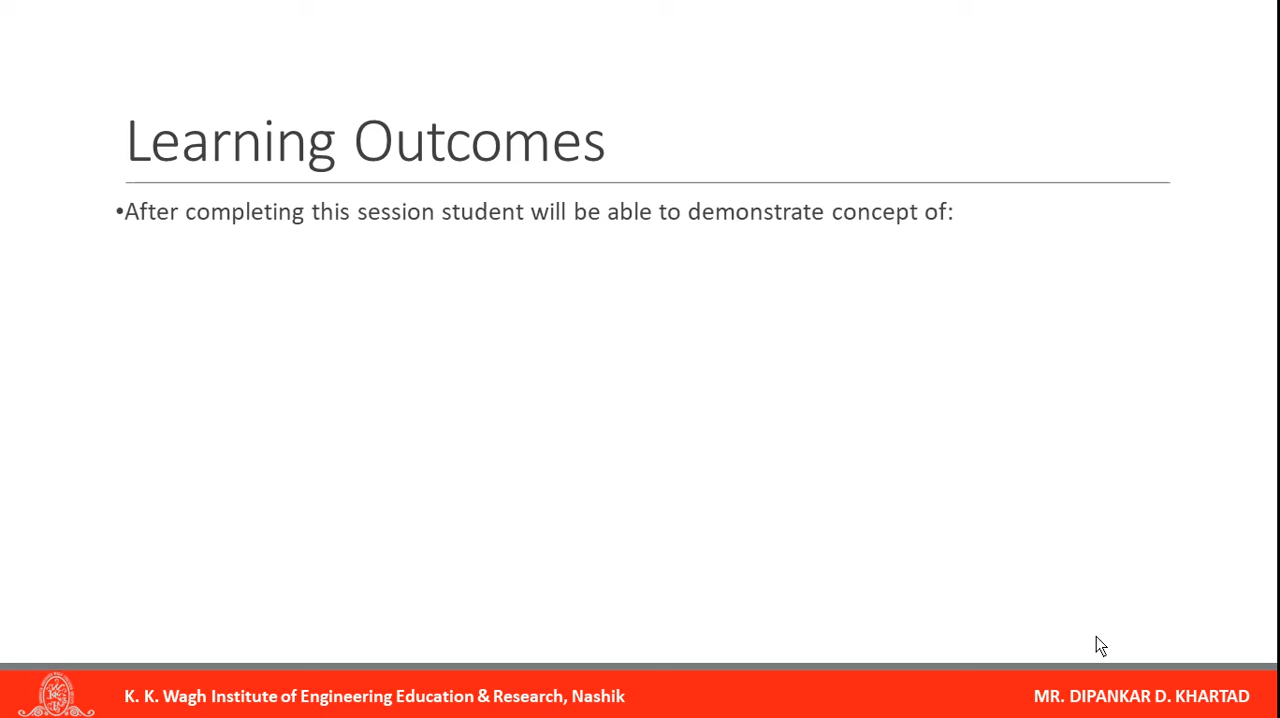 Learning Outcomes
•After completing this session student will be able to demonstrate concept of:
K. K. Wagh Institute of Engineering Education & Research, Nashik
MR. DIPANKAR D. KHARTAD